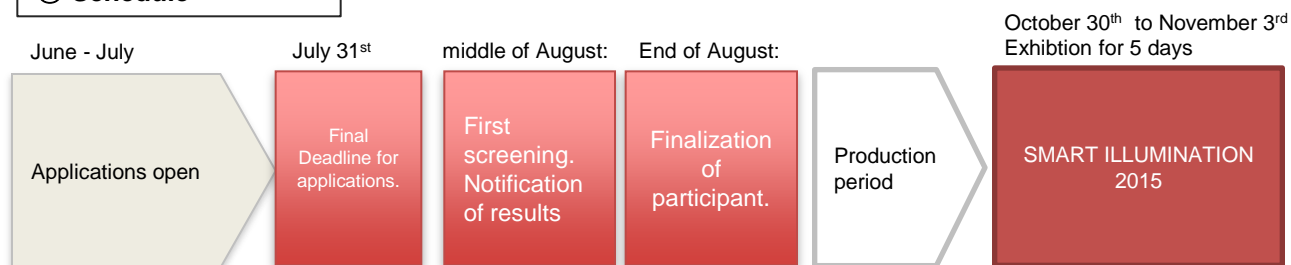 Schedule
June - July
July 31st
middle of August:
End of August:
October 30th to November 3rd
Exhibtion for 5 days
Applications open
Final
Deadline for
applications.
First
screening.
Notification
of results
Finalization
of
participant.
Production
period
SMART ILLUMINATION
2015